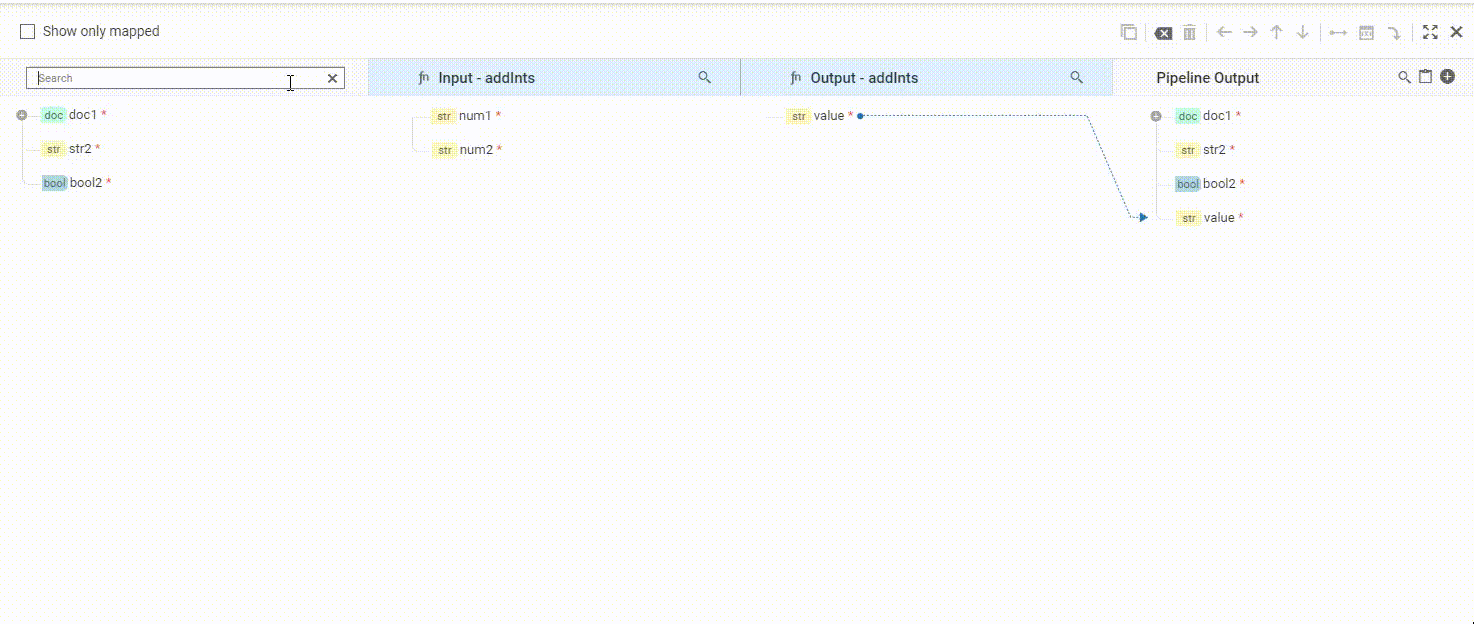 Show only mapped
Search
fn Input - addInts
fn Output - addInts
Pipeline Output
doc doc1 *
str num1 *
str value *
doc doc1 *
str str2 *
str num2 *
str str2 *
bool bool2 *
bool bool2 *
str value *